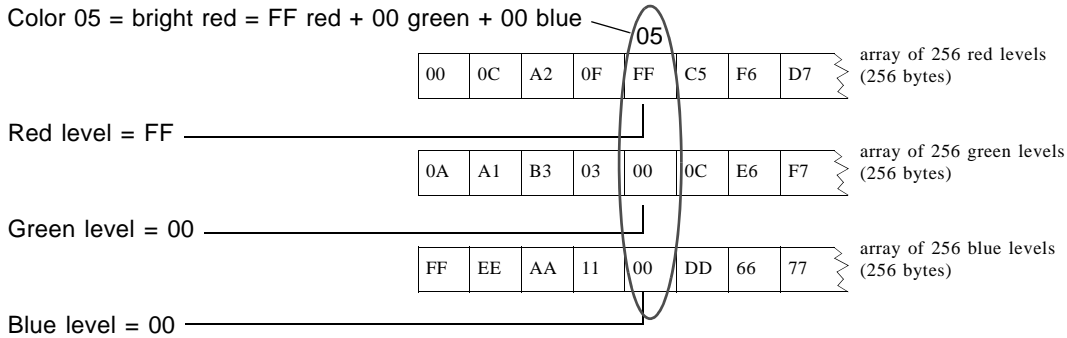 Color 05 = bright red = FF red + 00 green + 00 blue
05
00 0C A2 0F FF C5 F6 D7
array of 256 red levels
(256 bytes)
Red level = FF
0A A1 B3 03 00 0C E6 F7
array of 256 green levels
(256 bytes)
Green level = 00
FF EE AA 11 00 DD 66 77
array of 256 blue levels
(256 bytes)
Blue level = 00